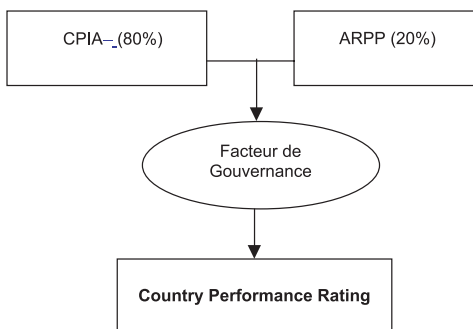 CPIA– (80%)
ARPP (20%)
Facteur de
Gouvernance
Country Performance Rating